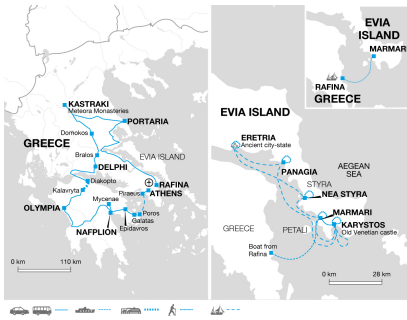 KASTRAKI
Meteora Monasteries
PORTARIA
Domokos
GREECE
Bralos
EVIA ISLAND
DELPHI
Diakopto
RAFINA
ATHENS
Kalavryta
Piraeus
Mycenae
OLYMPIA
Poros
Galatas
Epidavros
NAFPLION
0 km
110 km
EVIA
ISLAND
MARMARI
RAFINA
GREECE
EVIA ISLAND
ERETRIA
Ancient city-state
AEGEAN
SEA
PANAGIA
STYRA
NEA STYRA
MARMARI
GREECE
PETALI
KARYSTOS
Old Venetian castle
Boat from
Rafina
0 km
28 km